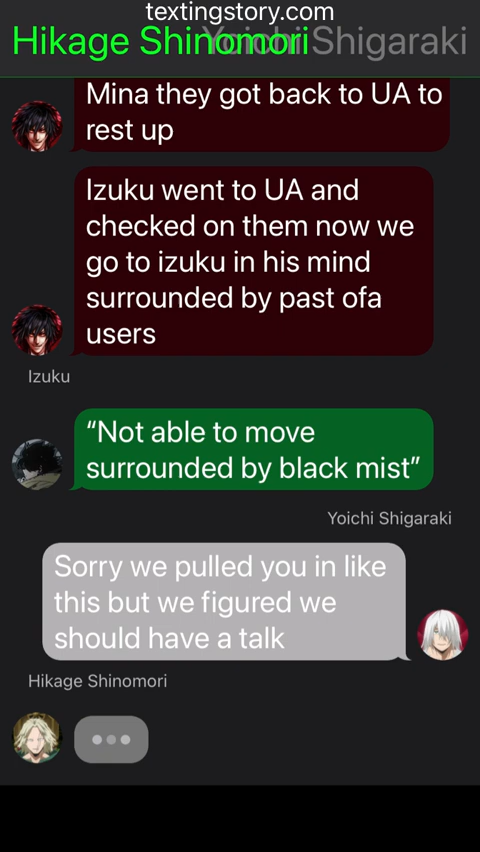 textingstory.com
Hikage Shinomori
Yoichi Shigaraki
Mina they got back to UA to
rest up
Izuku went to UA and
checked on them now we
go to izuku in his mind
surrounded by past ofa
users
Izuku
“Not able to move
surrounded by black mist”
Yoichi Shigaraki
Sorry we pulled you in like
this but we figured we
should have a talk
Hikage Shinomori